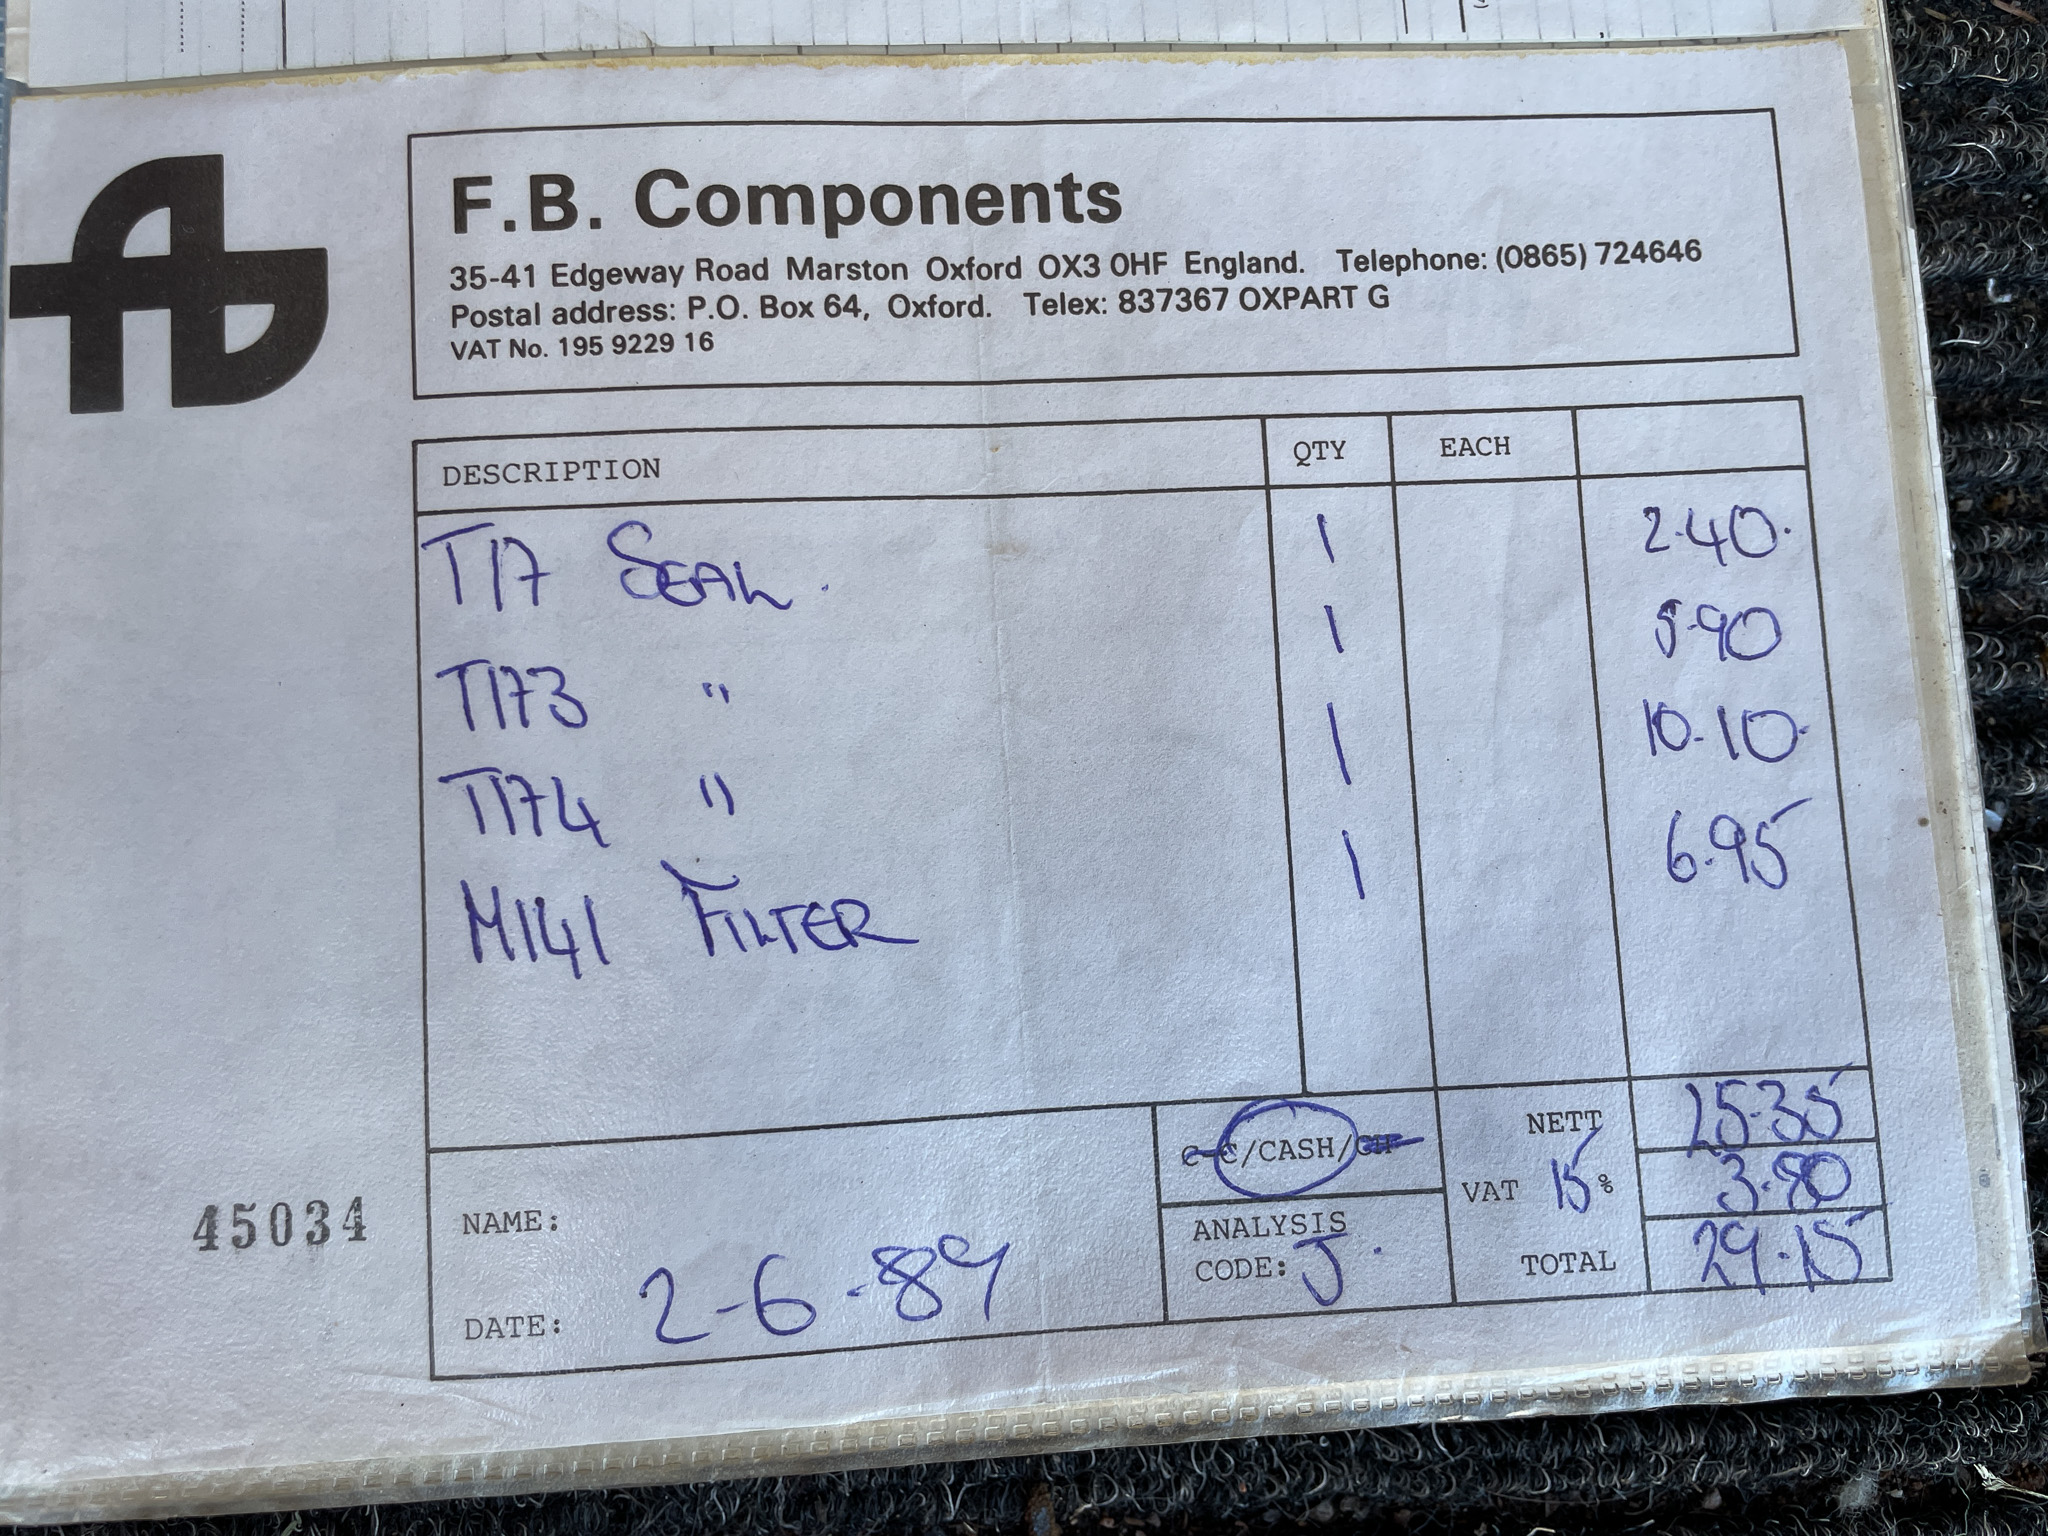 F.B. Components
35-41 Edgeway Road Marston Oxford OX3 0HF England. Telephone: (0865) 724646
Postal address: P.O. Box 64, Oxford. Telex: 837367 OXPART G
VAT No. 195 9229 16
DESCRIPTION QTY EACH
T17 SEAL. 1 2.40.
T173 " 1 5.90
T174 " 1 10.10.
M141 FILTER 1 6.95
C-C/CASH/CH NETT 25.35
VAT 15 % 3.80
45034
NAME:
ANALYSIS
CODE: J. TOTAL 29.15
DATE: 2-6-89